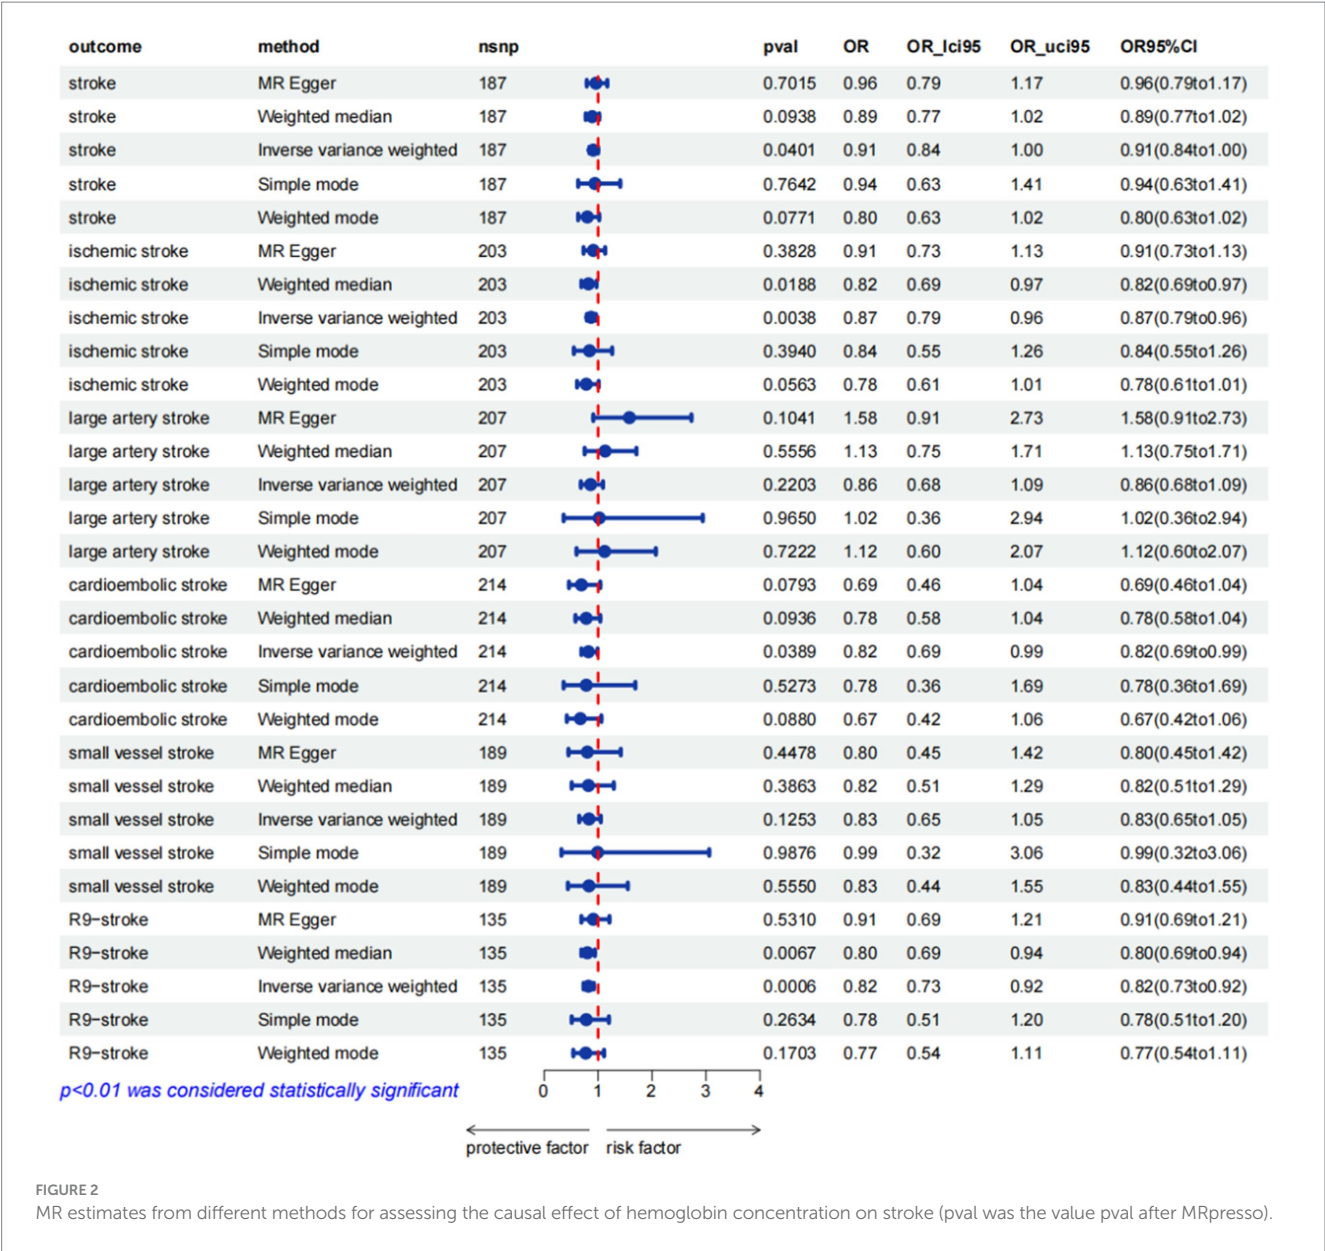 outcome method nsnp pval OR OR_lci95 OR_uci95 OR95%CI
stroke MR Egger 187 0.7015 0.96 0.79 1.17 0.96(0.79to1.17)
stroke Weighted median 187 0.0938 0.89 0.77 1.02 0.89(0.77to1.02)
stroke Inverse variance weighted 187 0.0401 0.91 0.84 1.00 0.91(0.84to1.00)
stroke Simple mode 187 0.7642 0.94 0.63 1.41 0.94(0.63to1.41)
stroke Weighted mode 187 0.0771 0.80 0.63 1.02 0.80(0.63to1.02)
ischemic stroke MR Egger 203 0.3828 0.91 0.73 1.13 0.91(0.73to1.13)
ischemic stroke Weighted median 203 0.0188 0.82 0.69 0.97 0.82(0.69to0.97)
ischemic stroke Inverse variance weighted 203 0.0038 0.87 0.79 0.96 0.87(0.79to0.96)
ischemic stroke Simple mode 203 0.3940 0.84 0.55 1.26 0.84(0.55to1.26)
ischemic stroke Weighted mode 203 0.0563 0.78 0.61 1.01 0.78(0.61to1.01)
large artery stroke MR Egger 207 0.1041 1.58 0.91 2.73 1.58(0.91to2.73)
large artery stroke Weighted median 207 0.5556 1.13 0.75 1.71 1.13(0.75to1.71)
large artery stroke Inverse variance weighted 207 0.2203 0.86 0.68 1.09 0.86(0.68to1.09)
large artery stroke Simple mode 207 0.9650 1.02 0.36 2.94 1.02(0.36to2.94)
large artery stroke Weighted mode 207 0.7222 1.12 0.60 2.07 1.12(0.60to2.07)
cardioembolic stroke MR Egger 214 0.0793 0.69 0.46 1.04 0.69(0.46to1.04)
cardioembolic stroke Weighted median 214 0.0936 0.78 0.58 1.04 0.78(0.58to1.04)
cardioembolic stroke Inverse variance weighted 214 0.0389 0.82 0.69 0.99 0.82(0.69to0.99)
cardioembolic stroke Simple mode 214 0.5273 0.78 0.36 1.69 0.78(0.36to1.69)
cardioembolic stroke Weighted mode 214 0.0880 0.67 0.42 1.06 0.67(0.42to1.06)
small vessel stroke MR Egger 189 0.4478 0.80 0.45 1.42 0.80(0.45to1.42)
small vessel stroke Weighted median 189 0.3863 0.82 0.51 1.29 0.82(0.51to1.29)
small vessel stroke Inverse variance weighted 189 0.1253 0.83 0.65 1.05 0.83(0.65to1.05)
small vessel stroke Simple mode 189 0.9876 0.99 0.32 3.06 0.99(0.32to3.06)
small vessel stroke Weighted mode 189 0.5550 0.83 0.44 1.55 0.83(0.44to1.55)
R9−stroke MR Egger 135 0.5310 0.91 0.69 1.21 0.91(0.69to1.21)
R9−stroke Weighted median 135 0.0067 0.80 0.69 0.94 0.80(0.69to0.94)
R9−stroke Inverse variance weighted 135 0.0006 0.82 0.73 0.92 0.82(0.73to0.92)
R9−stroke Simple mode 135 0.2634 0.78 0.51 1.20 0.78(0.51to1.20)
R9−stroke Weighted mode 135 0.1703 0.77 0.54 1.11 0.77(0.54to1.11)
p<0.01 was considered statistically significant 0 1 2 3 4
protective factor risk factor
FIGURE 2
MR estimates from different methods for assessing the causal effect of hemoglobin concentration on stroke (pval was the value pval after MRpresso).